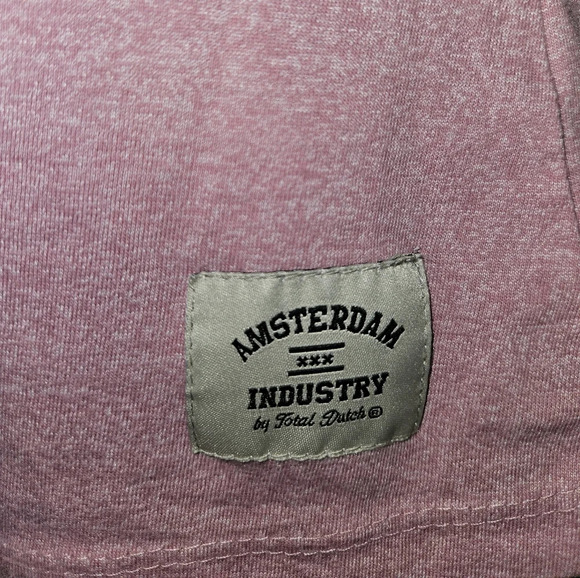 AMSTERDAM
xxx
INDUSTRY
by Total Dutch ®